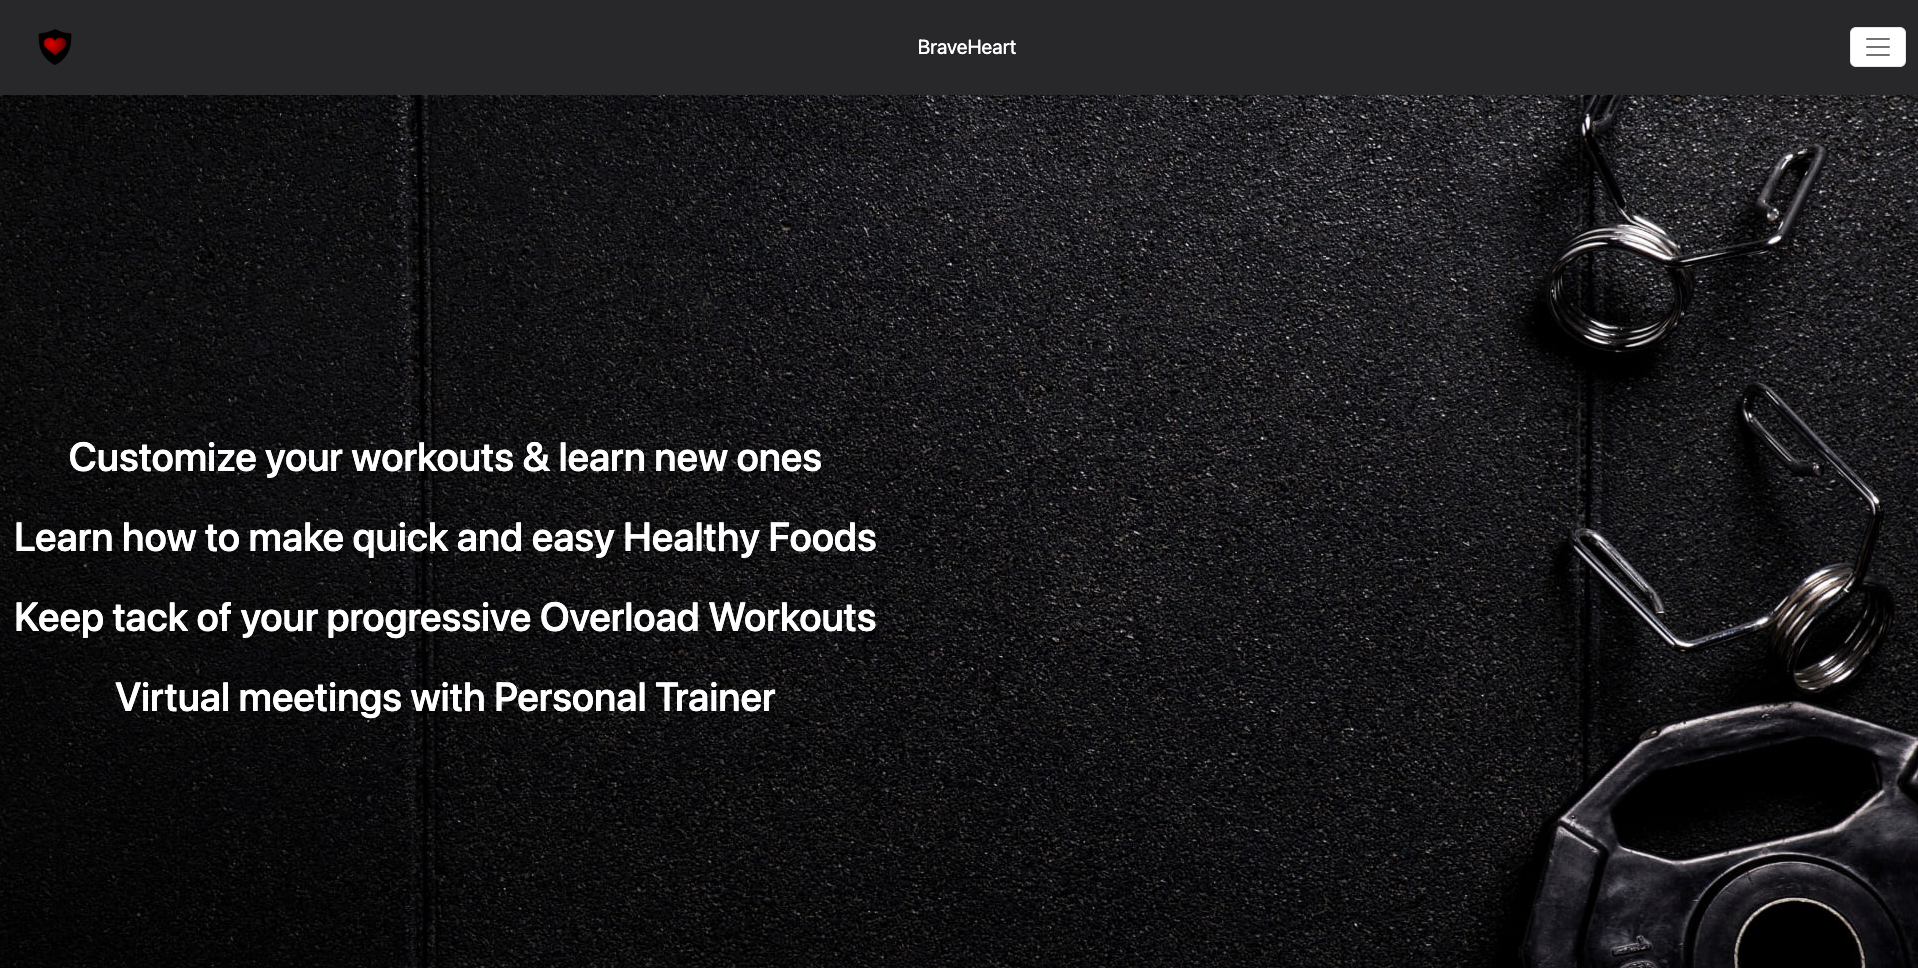 BraveHeart
Customize your workouts & learn new ones
Learn how to make quick and easy Healthy Foods
Keep tack of your progressive Overload Workouts
Virtual meetings with Personal Trainer